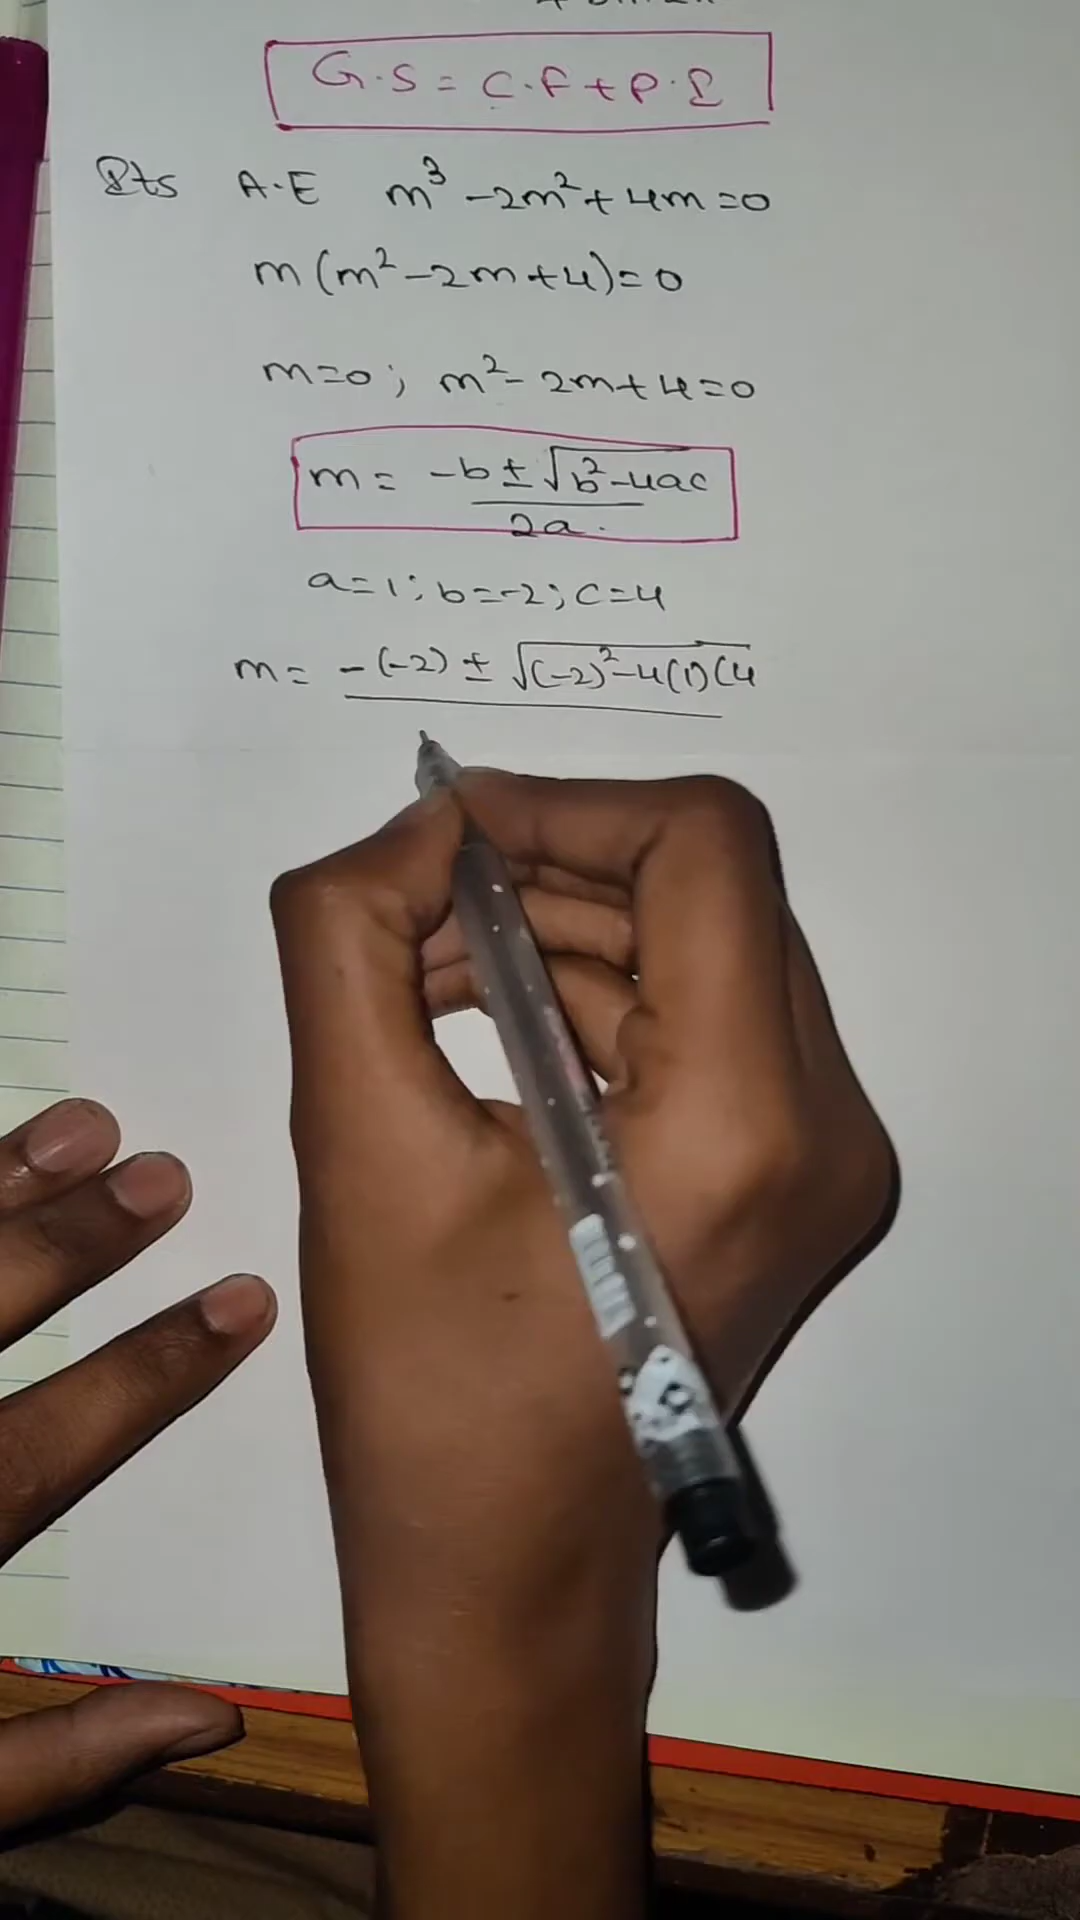 G.S = C.F + P.I
Its A.E m³ - 2m² + 4m = 0
m (m² - 2m + 4) = 0
m = 0 ; m² - 2m + 4 = 0
m = -b ± √b² - 4ac
2a.
a = 1 ; b = -2 ; c = 4
m = -(-2) ± √(-2)² - 4(1)(4